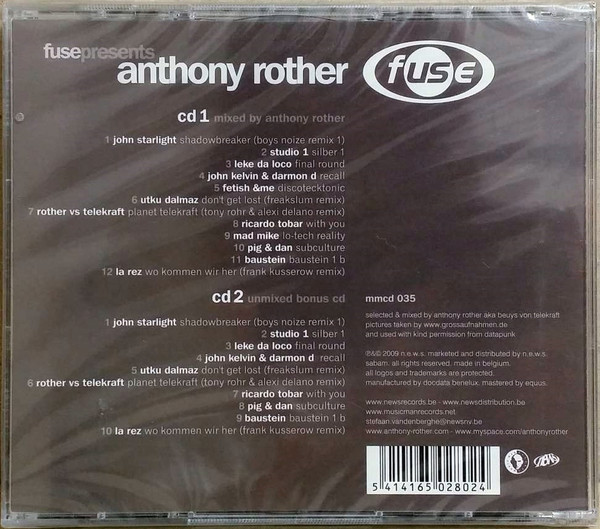 fusepresents
anthony rother
fuse
cd 1 mixed by anthony rother
1 john starlight shadowbreaker (boys noize remix 1)
2 studio 1 silber 1
3 leke da loco final round
4 john kelvin & darmon d recall
5 fetish &me discotecktonic
6 utku dalmaz don't get lost (freakslum remix)
7 rother vs telekraft planet telekraft (tony rohr & alexi delano remix)
8 ricardo tobar with you
9 mad mike lo-tech reality
10 pig & dan subculture
11 baustein baustein 1 b
12 la rez wo kommen wir her (frank kusserow remix)
cd 2 unmixed bonus cd
1 john starlight shadowbreaker (boys noize remix 1)
2 studio 1 silber 1
3 leke da loco final round
4 john kelvin & darmon d recall
5 utku dalmaz don't get lost (freakslum remix)
6 rother vs telekraft planet telekraft (tony rohr & alexi delano remix)
7 ricardo tobar with you
8 pig & dan subculture
9 baustein baustein 1 b
10 la rez wo kommen wir her (frank kusserow remix)
mmcd 035
selected & mixed by anthony rother aka beuys von telekraft
pictures taken by www.grossaufnahmen.de
and used with kind permission from datapunk
℗&© 2009 n.e.w.s. marketed and distributed by n.e.w.s.
sabam. all rights reserved. made in belgium.
all logos and trademarks are protected.
manufactured by docdata benelux. mastered by equus.
www.newsrecords.be - www.newsdistribution.be
www.musicmanrecords.net
stefaan.vandenberghe@newsnv.be
www.anthony-rother.com - www.myspace.com/anthonyrother
5 414165 028024